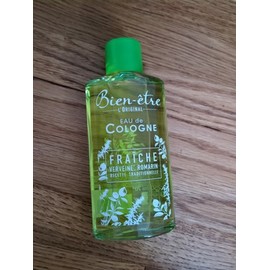 Bien-être
L'ORIGINAL
EAU de
COLOGNE
FRAÎCHE
VERVEINE, ROMARIN
RECETTE TRADITIONNELLE